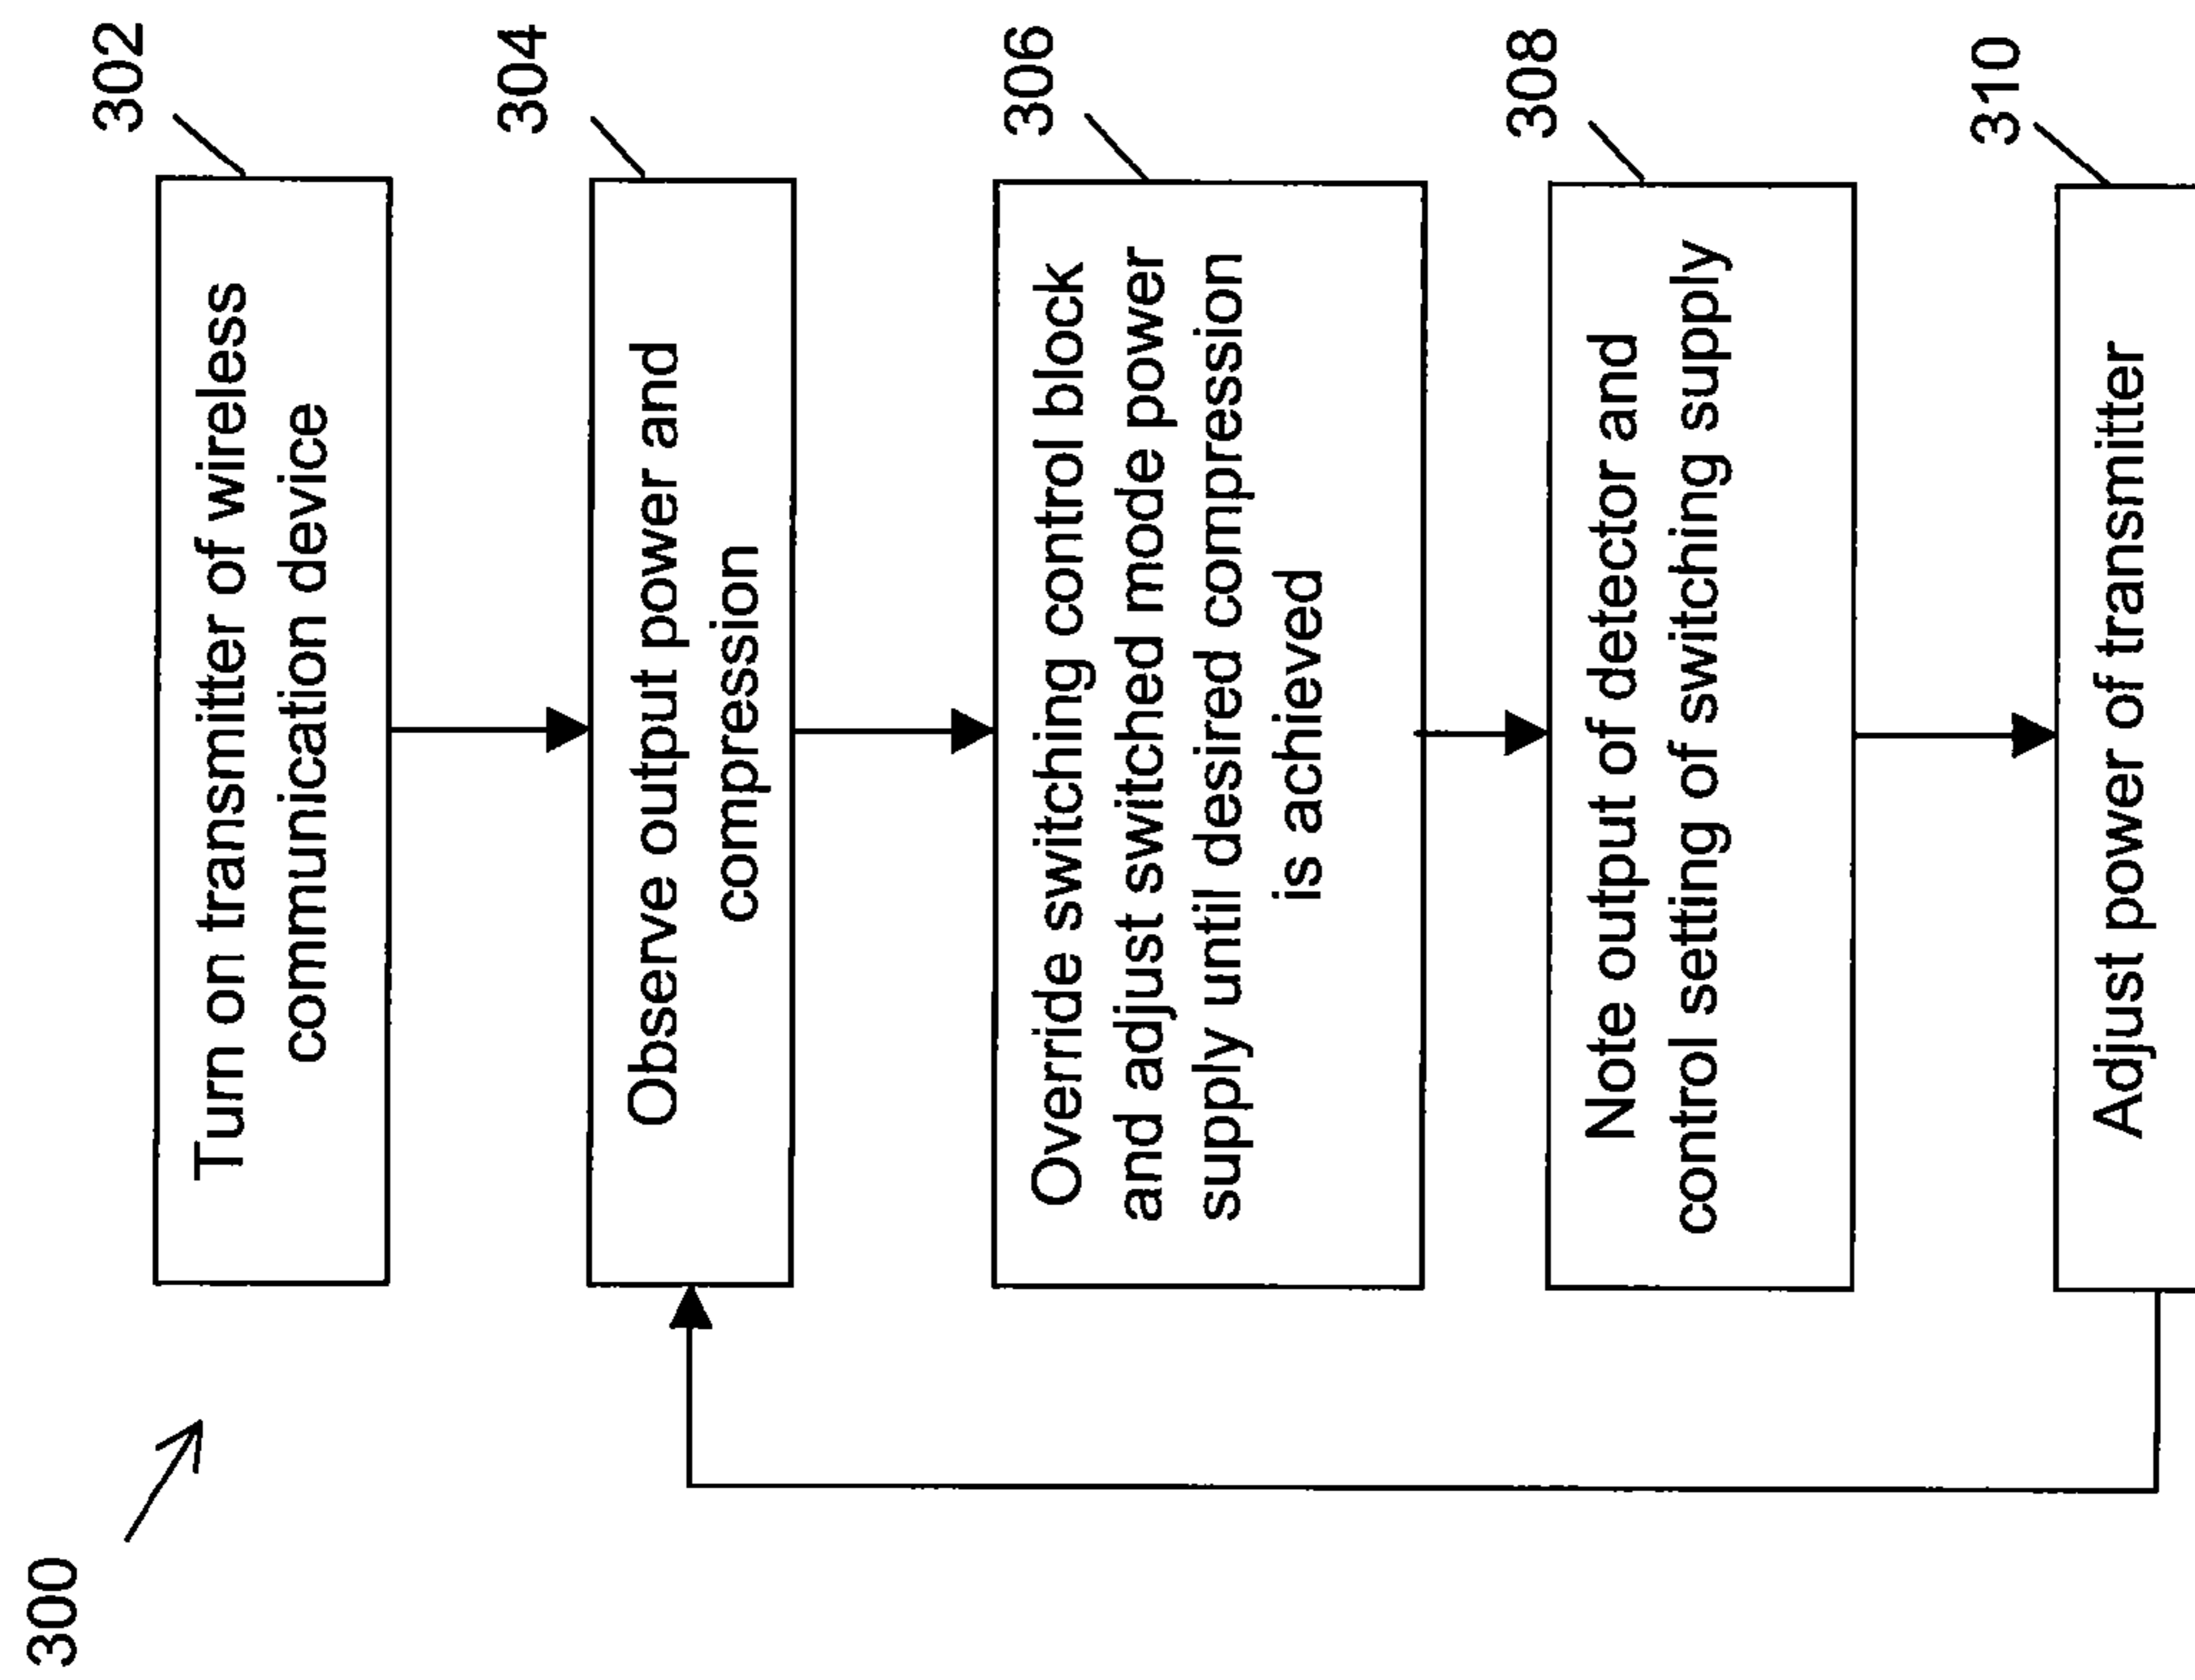 300
302
Turn on transmitter of wireless
communication device
304
Observe output power and
compression
306
Override switching control block
and adjust switched mode power
supply until desired compression
is achieved
308
Note output of detector and
control setting of switching supply
310
Adjust power of transmitter